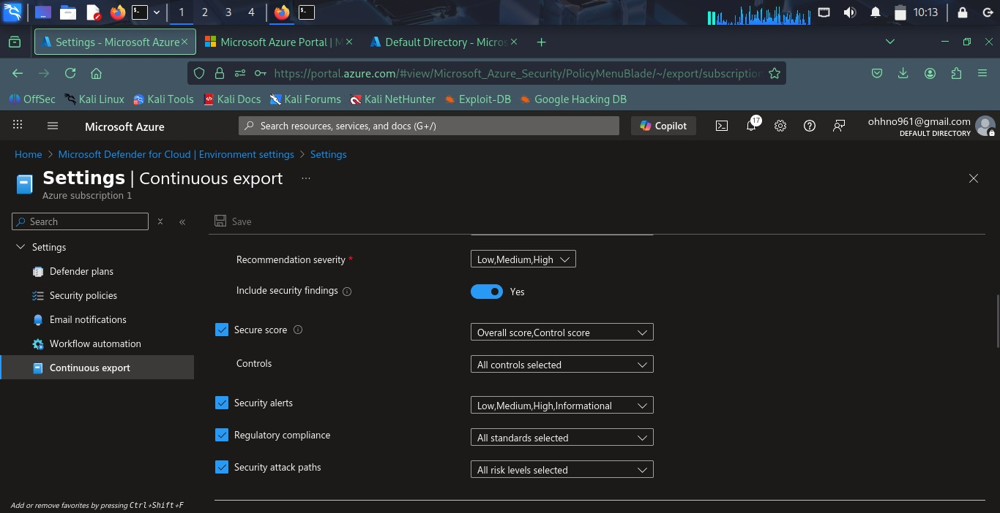 1 2 3 4 10:13
Settings - Microsoft Azure
Microsoft Azure Portal | M
Default Directory - Micros
https://portal.azure.com/#view/Microsoft_Azure_Security/PolicyMenuBlade/~/export/subscription
OffSec Kali Linux Kali Tools Kali Docs Kali Forums Kali NetHunter Exploit-DB Google Hacking DB
Microsoft Azure
Search resources, services, and docs (G+/)
Copilot
17
ohhno961@gmail.com
DEFAULT DIRECTORY
Home > Microsoft Defender for Cloud | Environment settings > Settings
Settings | Continuous export ...
Azure subscription 1
Search
Save
Settings
Defender plans
Security policies
Email notifications
Workflow automation
Continuous export
Recommendation severity * Low,Medium,High
Include security findings Yes
Secure score Overall score,Control score
Controls All controls selected
Security alerts Low,Medium,High,Informational
Regulatory compliance All standards selected
Security attack paths All risk levels selected
Add or remove favorites by pressing Ctrl+Shift+F